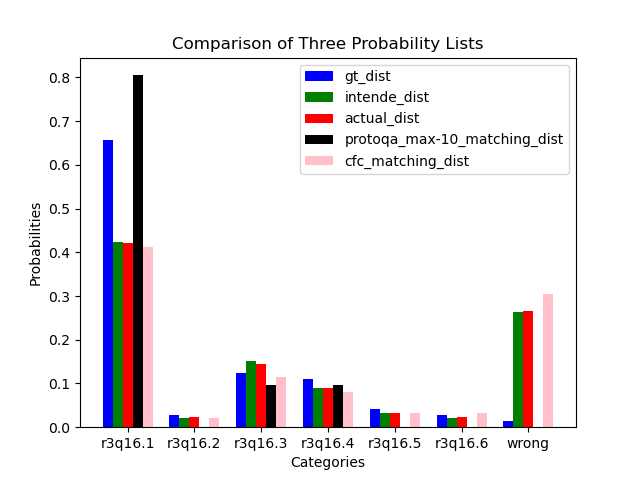 Comparison of Three Probability Lists
gt_dist
intende_dist
actual_dist
protoqa_max-10_matching_dist
cfc_matching_dist
Probabilities
0.8
0.7
0.6
0.5
0.4
0.3
0.2
0.1
0.0
r3q16.1 r3q16.2 r3q16.3 r3q16.4 r3q16.5 r3q16.6 wrong
Categories